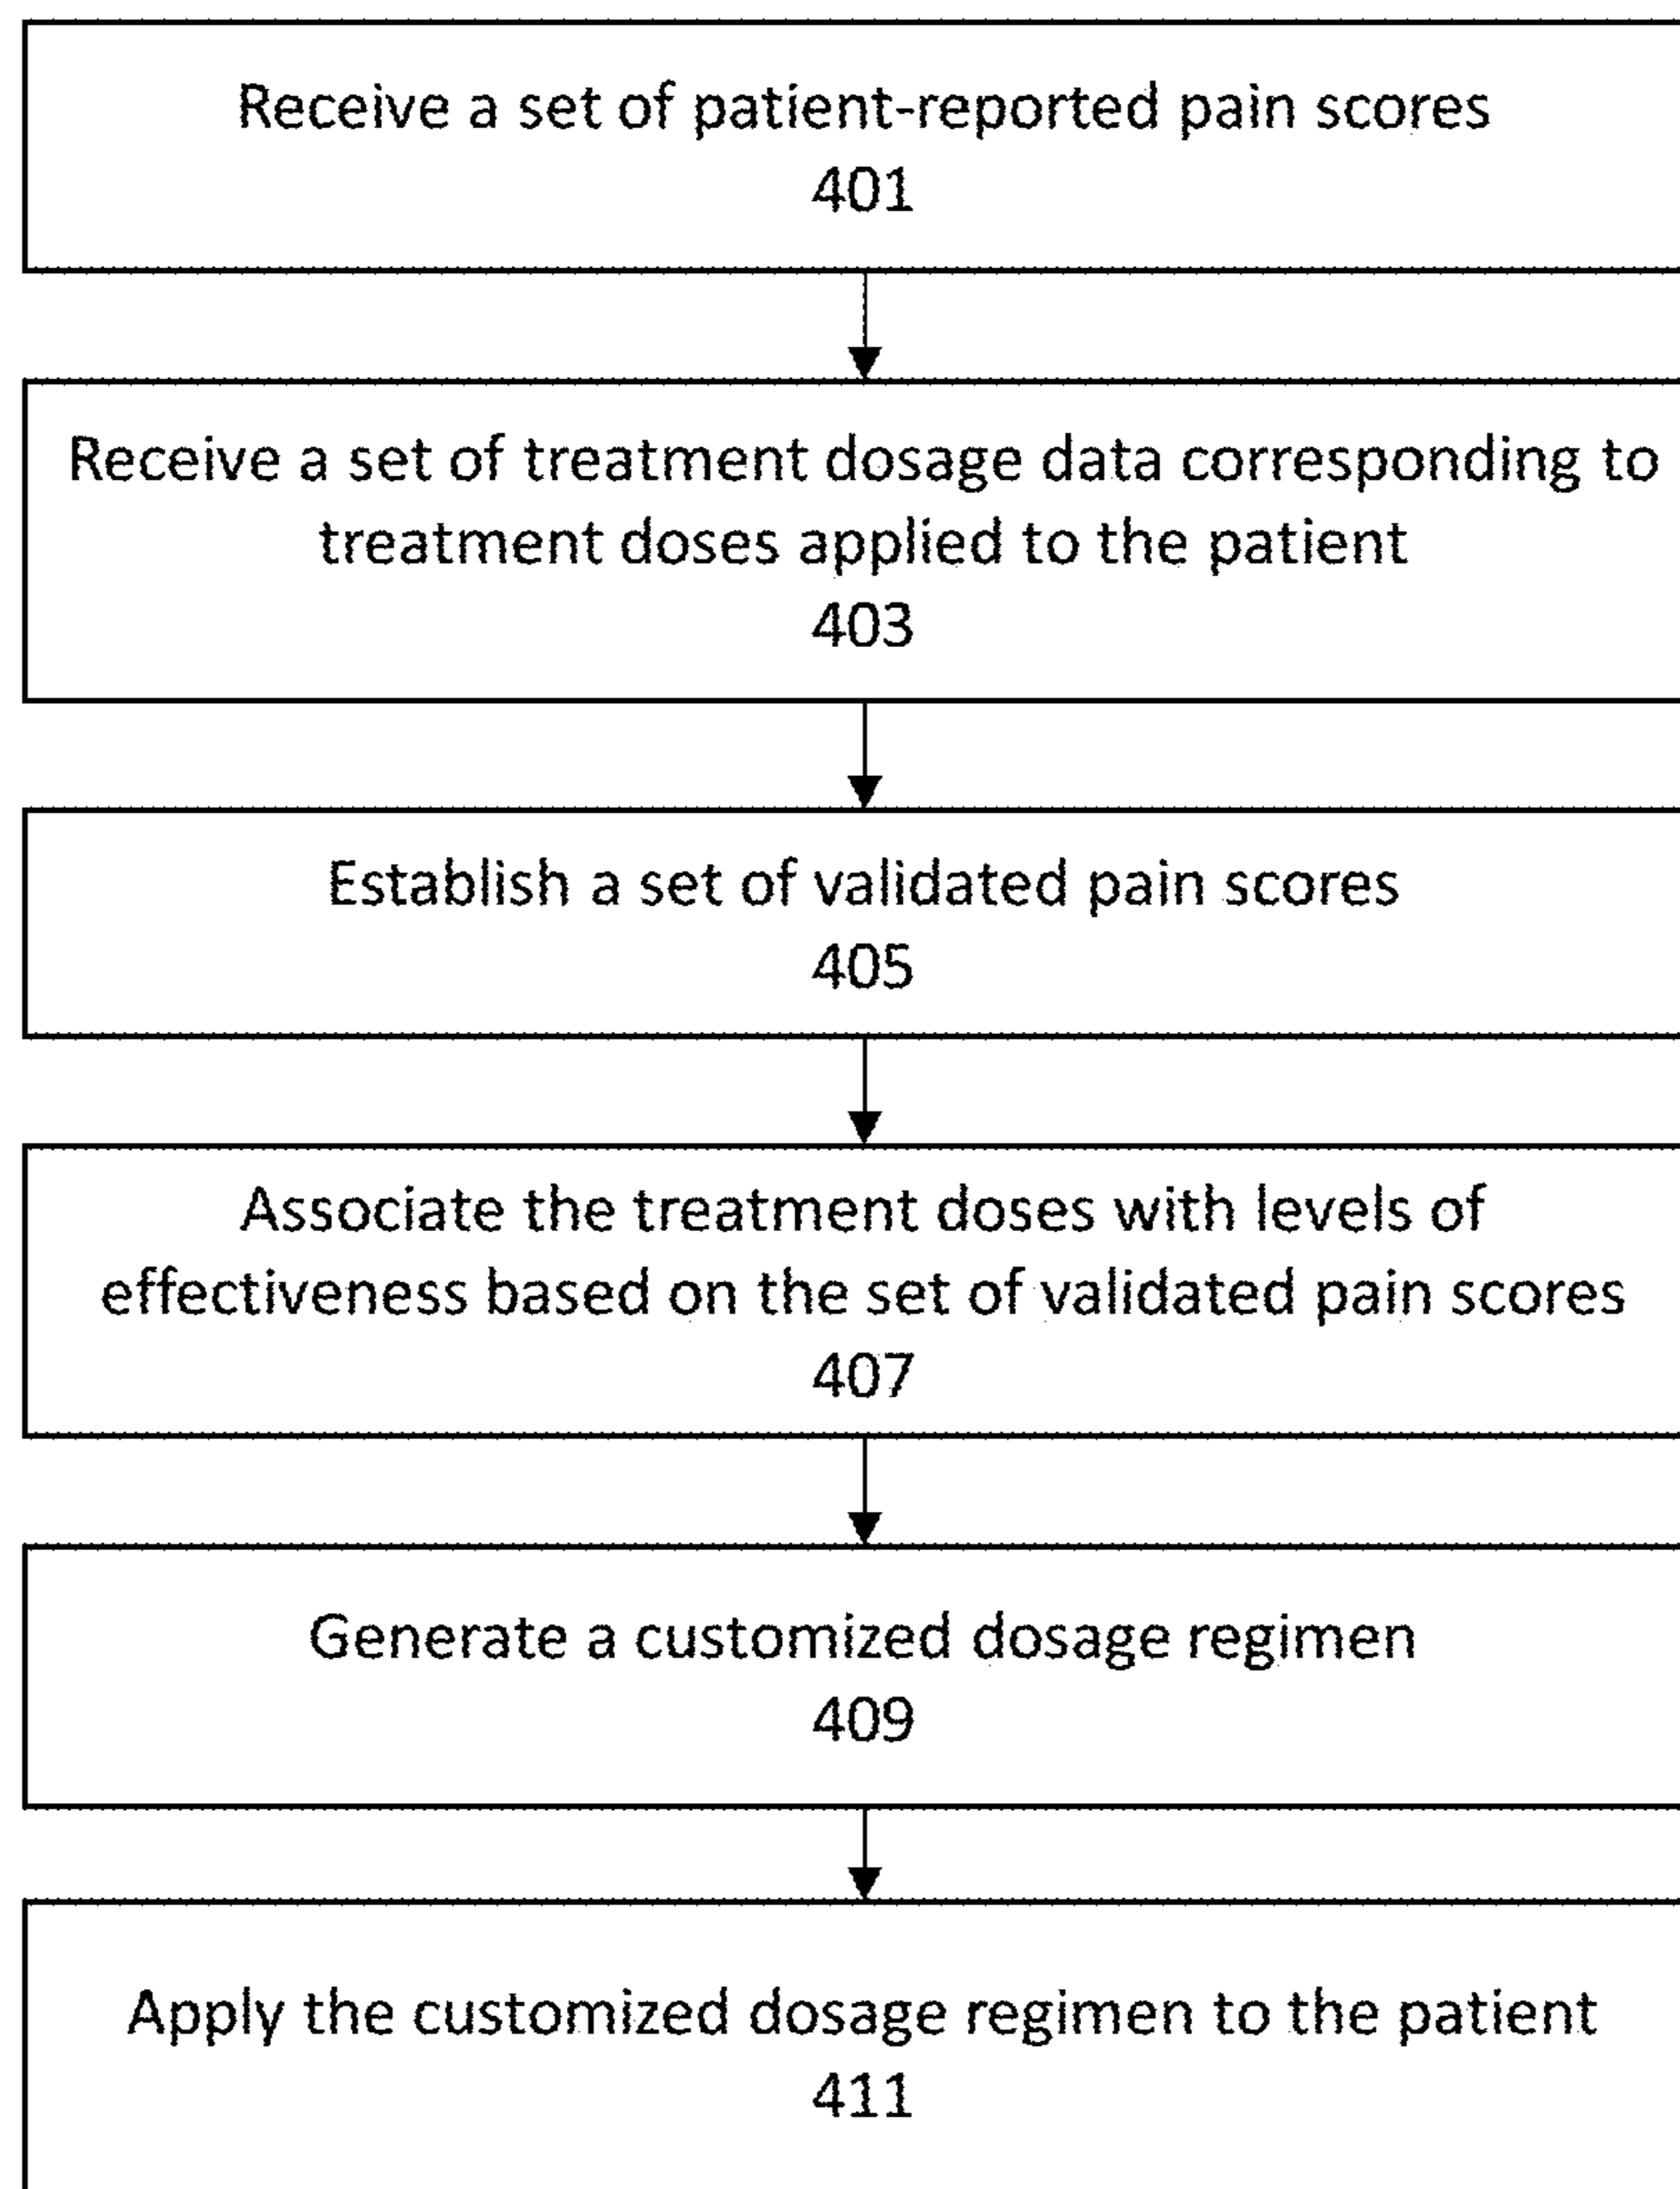 Receive a set of patient-reported pain scores
401
Receive a set of treatment dosage data corresponding to
treatment doses applied to the patient
403
Establish a set of validated pain scores
405
Associate the treatment doses with levels of
effectiveness based on the set of validated pain scores
407
Generate a customized dosage regimen
409
Apply the customized dosage regimen to the patient
411